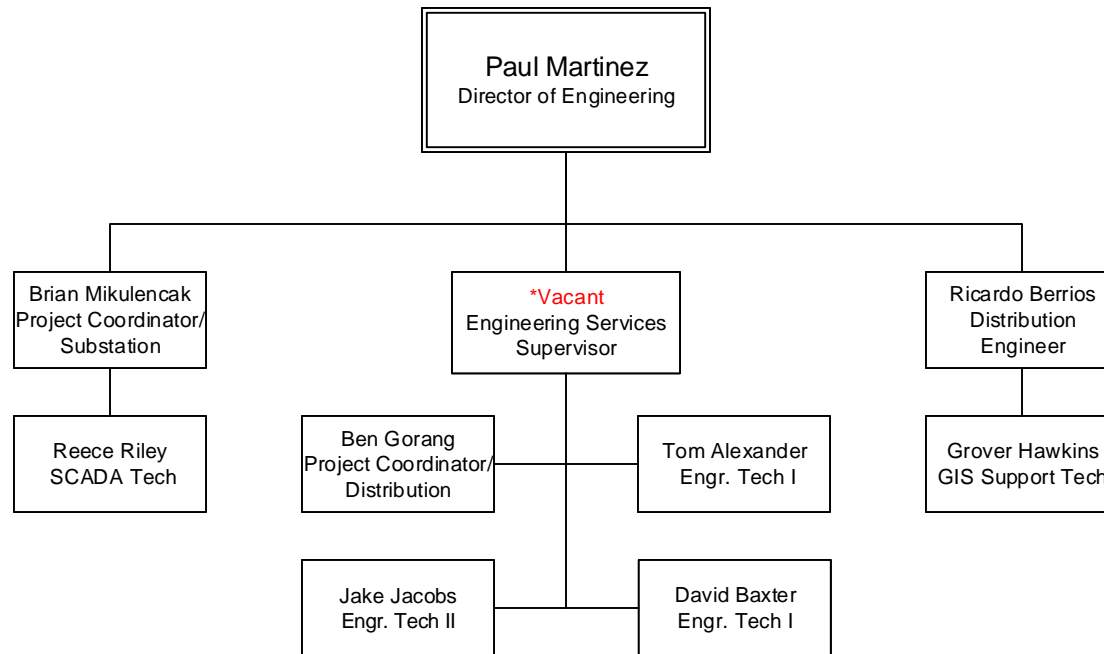 Paul Martinez
Director of Engineering
Brian Mikulencak
Project Coordinator/
Substation
*Vacant
Engineering Services
Supervisor
Ricardo Berrios
Distribution
Engineer
Reece Riley
SCADA Tech
Ben Gorang
Project Coordinator/
Distribution
Tom Alexander
Engr. Tech I
Grover Hawkins
GIS Support Tech
Jake Jacobs
Engr. Tech II
David Baxter
Engr. Tech I